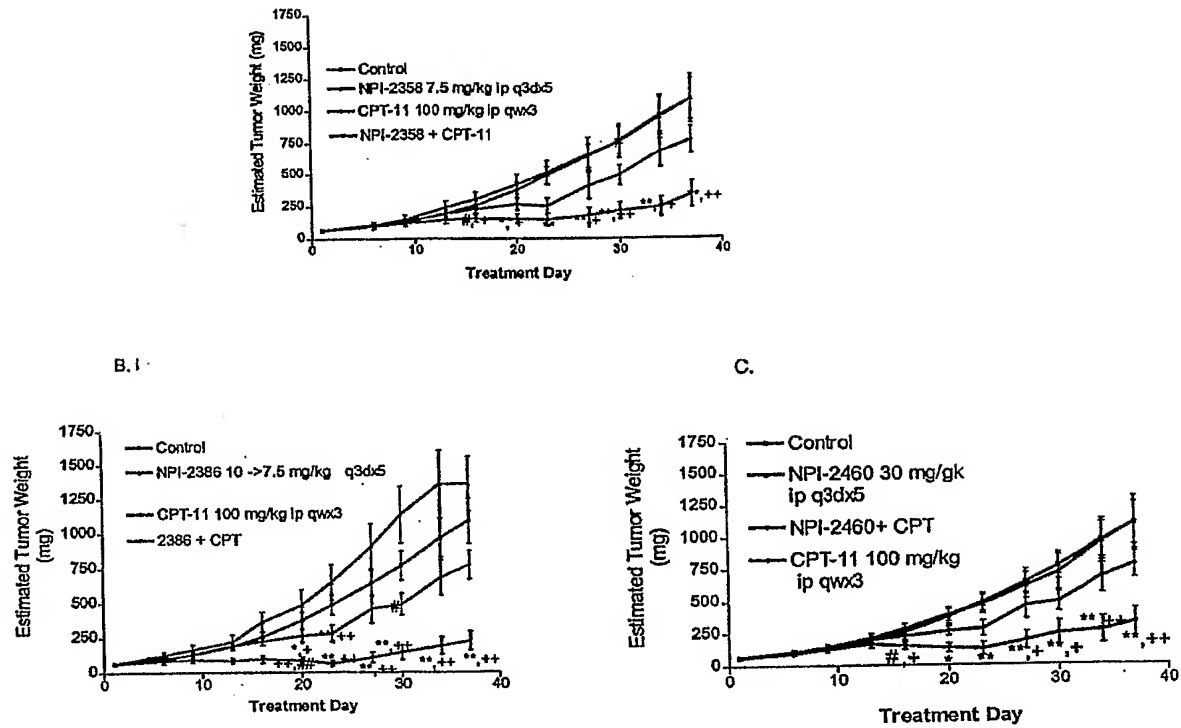 1750
1500
1250
1000
750
500
250
0
Estimated Tumor Weight (mg)
Control
NPI-2358 7.5 mg/kg ip q3dx5
CPT-11 100 mg/kg ip qwx3
NPI-2358 + CPT-11
0 10 20 30 40
Treatment Day
B.
1750
1500
1250
1000
750
500
250
0
Estimated Tumor Weight
(mg)
Control
NPI-2386 10 ->7.5 mg/kg q3dx5
CPT-11 100 mg/kg ip qwx3
2386 + CPT
#
**,++
**,++
0 10 20 30 40
Treatment Day
C.
1750
1500
1250
1000
750
500
250
0
Estimated Tumor Weight
(mg)
Control
NPI-2460 30 mg/gk
ip q3dx5
NPI-2460+ CPT
CPT-11 100 mg/kg
ip qwx3
#,+ * ** **,+ **,+
0 10 20 30 40
Treatment Day